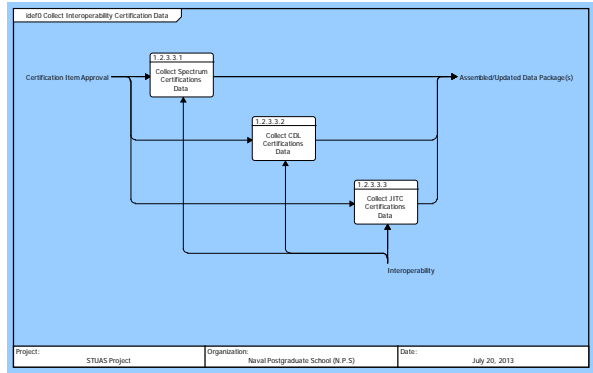 idef0 Collect Interoperability Certification Data
1.2.3.3.1
Collect Spectrum
Certifications
Data
Certification Item Approval
Assembled/Updated Data Package(s)
1.2.3.3.2
Collect CDL
Certifications
Data
1.2.3.3.3
Collect JITC
Certifications
Data
Interoperability
Project:
STUAS Project
Organization:
Naval Postgraduate School (N.P.S)
Date:
July 20, 2013